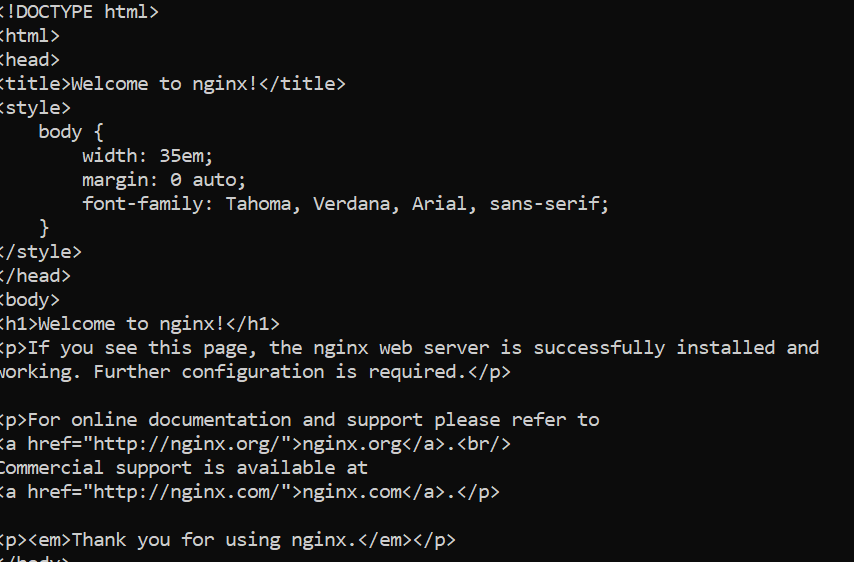 <!DOCTYPE html>
<html>
<head>
<title>Welcome to nginx!</title>
<style>
    body {
        width: 35em;
        margin: 0 auto;
        font-family: Tahoma, Verdana, Arial, sans-serif;
    }
</style>
</head>
<body>
<h1>Welcome to nginx!</h1>
<p>If you see this page, the nginx web server is successfully installed and
working. Further configuration is required.</p>

<p>For online documentation and support please refer to
<a href="http://nginx.org/">nginx.org</a>.<br/>
Commercial support is available at
<a href="http://nginx.com/">nginx.com</a>.</p>

<p><em>Thank you for using nginx.</em></p>
</body>